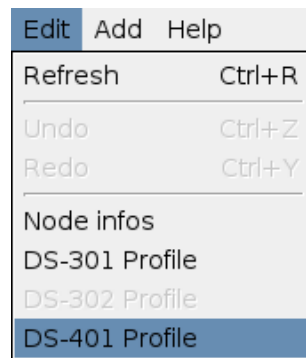 Edit Add Help
Refresh Ctrl+R
Undo Ctrl+Z
Redo Ctrl+Y
Node infos
DS-301 Profile
DS-302 Profile
DS-401 Profile